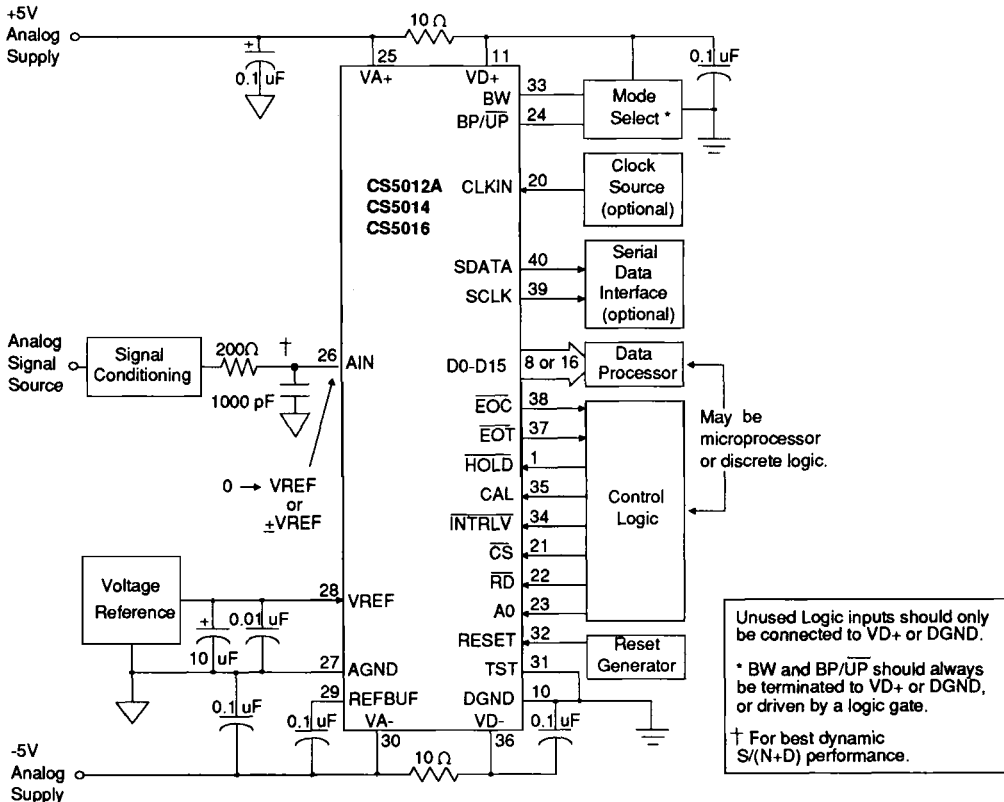 +5V
Analog
Supply
10 Ω
+
0.1 uF
25
VA+
11
VD+
0.1 uF
BW
33
BP/UP
24
Mode
Select *
CS5012A
CS5014
CS5016
CLKIN
20
Clock
Source
(optional)
SDATA
40
SCLK
39
Serial
Data
Interface
(optional)
Analog
Signal
Source
Signal
Conditioning
200Ω
†
26
AIN
1000 pF
D0-D15
8 or 16
Data
Processor
0 → VREF
or
±VREF
EOC
38
EOT
37
HOLD
1
CAL
35
INTRLV
34
CS
21
RD
22
A0
23
Control
Logic
May be
microprocessor
or discrete logic.
Voltage
Reference
28
VREF
+
10 uF
0.01 uF
27
AGND
29
REFBUF
RESET
32
Reset
Generator
TST
31
DGND
10
0.1 uF
0.1 uF
VA-
30
VD-
36
0.1 uF
10 Ω
-5V
Analog
Supply
Unused Logic inputs should only
be connected to VD+ or DGND.
* BW and BP/UP should always
be terminated to VD+ or DGND,
or driven by a logic gate.
† For best dynamic
S/(N+D) performance.